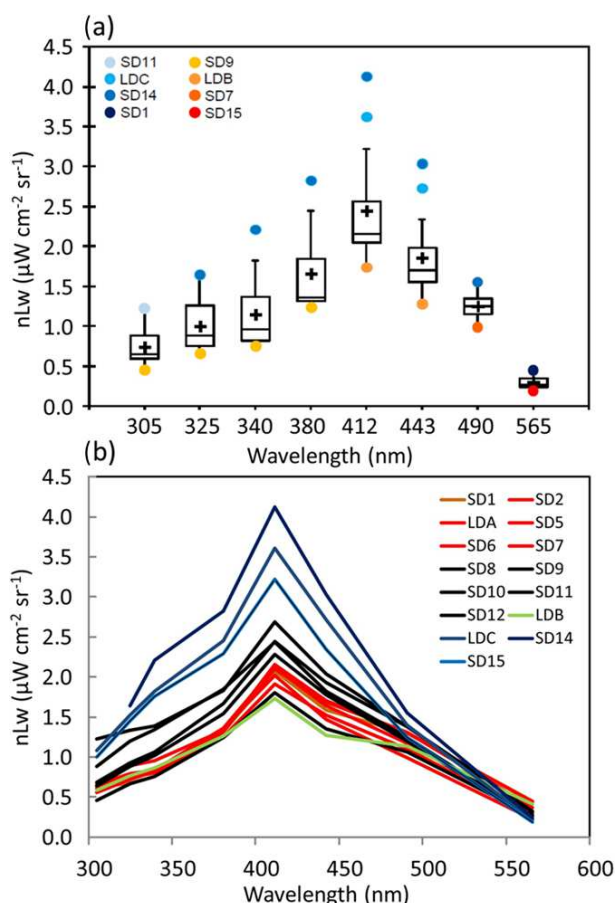 (a)
4.5
4.0
3.5
3.0
2.5
2.0
1.5
1.0
0.5
0.0
nLw (µW cm-2 sr-1)
SD11 SD9
LDC LDB
SD14 SD7
SD1 SD15
305 325 340 380 412 443 490 565
Wavelength (nm)
(b)
4.5
4.0
3.5
3.0
2.5
2.0
1.5
1.0
0.5
0.0
nLw (µW cm-2 sr-1)
SD1 SD2
LDA SD5
SD6 SD7
SD8 SD9
SD10 SD11
SD12 LDB
LDC SD14
SD15
300 350 400 450 500 550 600
Wavelength (nm)